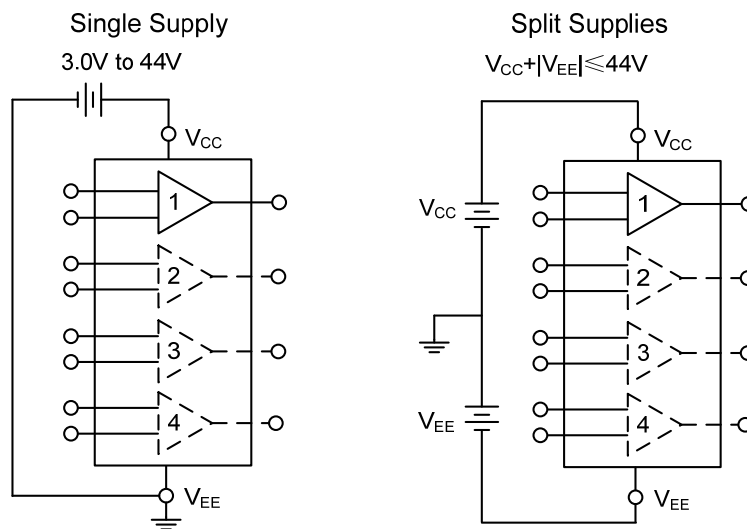 Single Supply
3.0V to 44V
VCC
1
2
3
4
VEE
Split Supplies
VCC+|VEE|≤44V
VCC
VCC
1
2
3
4
VEE
VEE